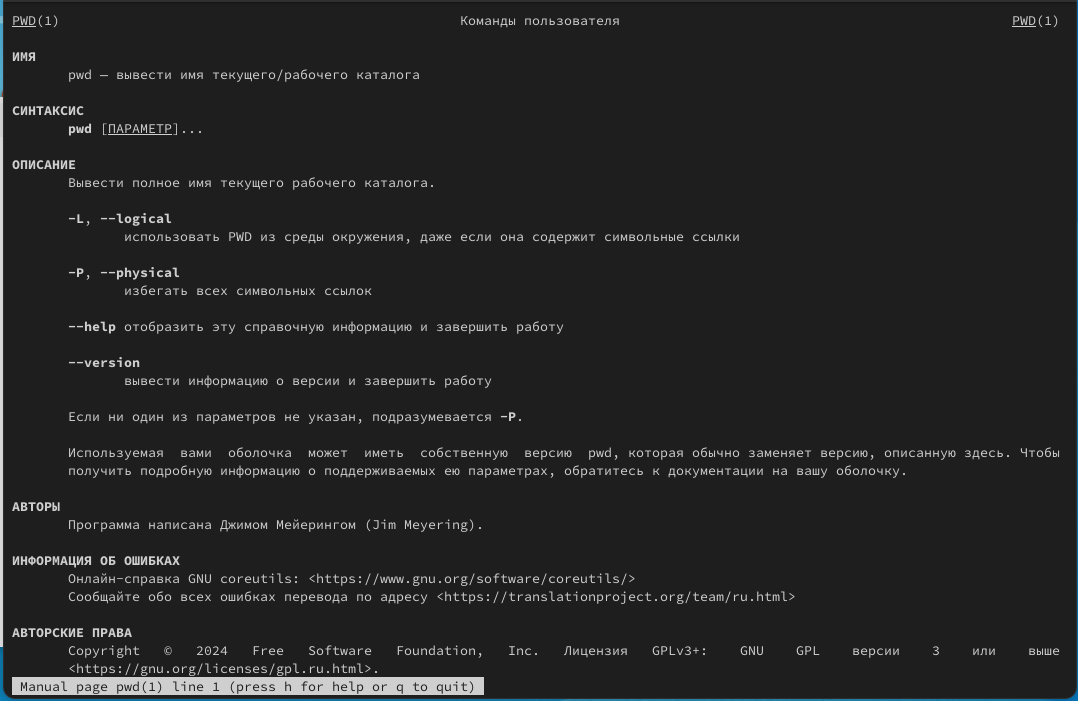 PWD(1) Команды пользователя PWD(1)
ИМЯ
pwd — вывести имя текущего/рабочего каталога
СИНТАКСИС
pwd [ПАРАМЕТР]...
ОПИСАНИЕ
Вывести полное имя текущего рабочего каталога.
-L, --logical
использовать PWD из среды окружения, даже если она содержит символьные ссылки
-P, --physical
избегать всех символьных ссылок
--help отобразить эту справочную информацию и завершить работу
--version
вывести информацию о версии и завершить работу
Если ни один из параметров не указан, подразумевается -P.
Используемая вами оболочка может иметь собственную версию pwd, которая обычно заменяет версию, описанную здесь. Чтобы
получить подробную информацию о поддерживаемых ею параметрах, обратитесь к документации на вашу оболочку.
АВТОРЫ
Программа написана Джимом Мейерингом (Jim Meyering).
ИНФОРМАЦИЯ ОБ ОШИБКАХ
Онлайн-справка GNU coreutils: <https://www.gnu.org/software/coreutils/>
Сообщайте обо всех ошибках перевода по адресу <https://translationproject.org/team/ru.html>
АВТОРСКИЕ ПРАВА
Copyright © 2024 Free Software Foundation, Inc. Лицензия GPLv3+: GNU GPL версии 3 или выше
<https://gnu.org/licenses/gpl.ru.html>.
Manual page pwd(1) line 1 (press h for help or q to quit)